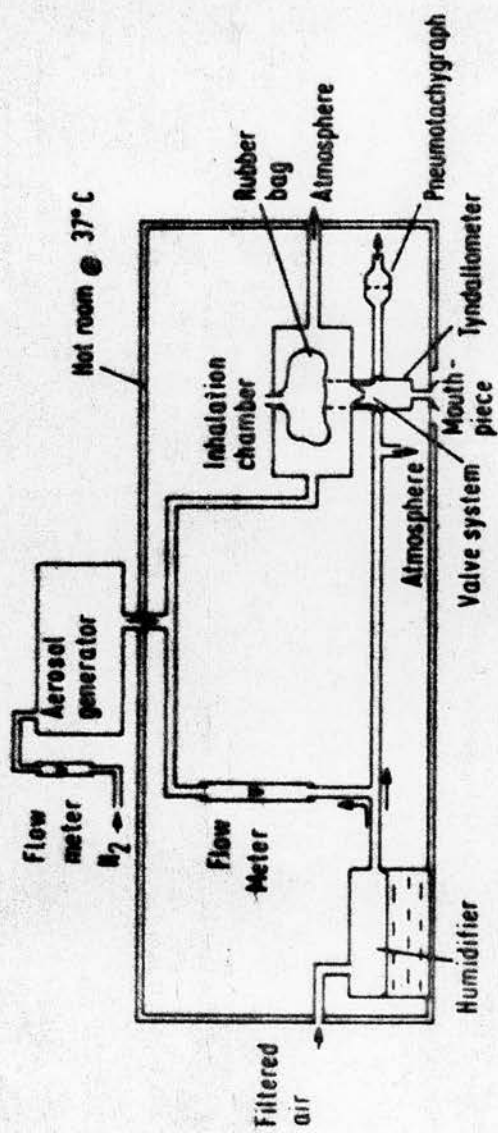 Hot room @ 37° C
Flow
meter
N2
Aerosol
generator
Inhalation
chamber
Rubber
bag
Atmosphere
Flow
Meter
Filtered
air
Humidifier
Atmosphere
Valve system
Mouth-
piece
Tyndallometer
Pneumotachygraph